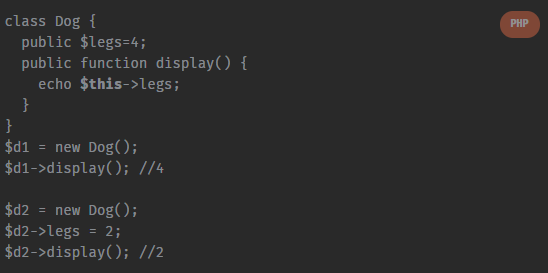 PHP
class Dog {
  public $legs=4;
  public function display() {
    echo $this->legs;
  }
}
$d1 = new Dog();
$d1->display(); //4

$d2 = new Dog();
$d2->legs = 2;
$d2->display(); //2